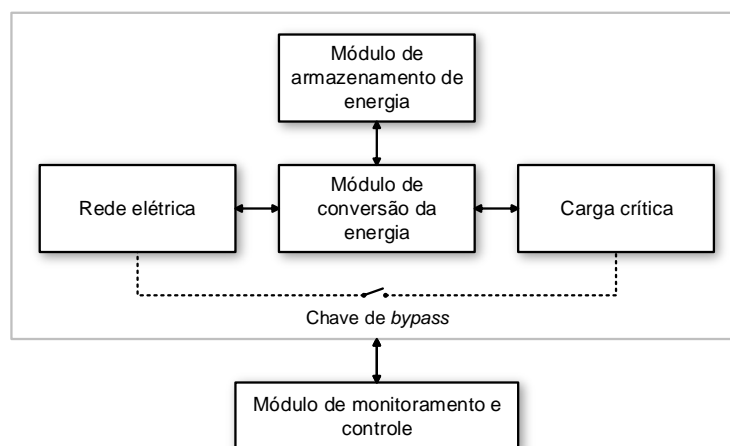 Módulo de
armazenamento de
energia
Rede elétrica
Módulo de
conversão da
energia
Carga crítica
Chave de bypass
Módulo de monitoramento e
controle